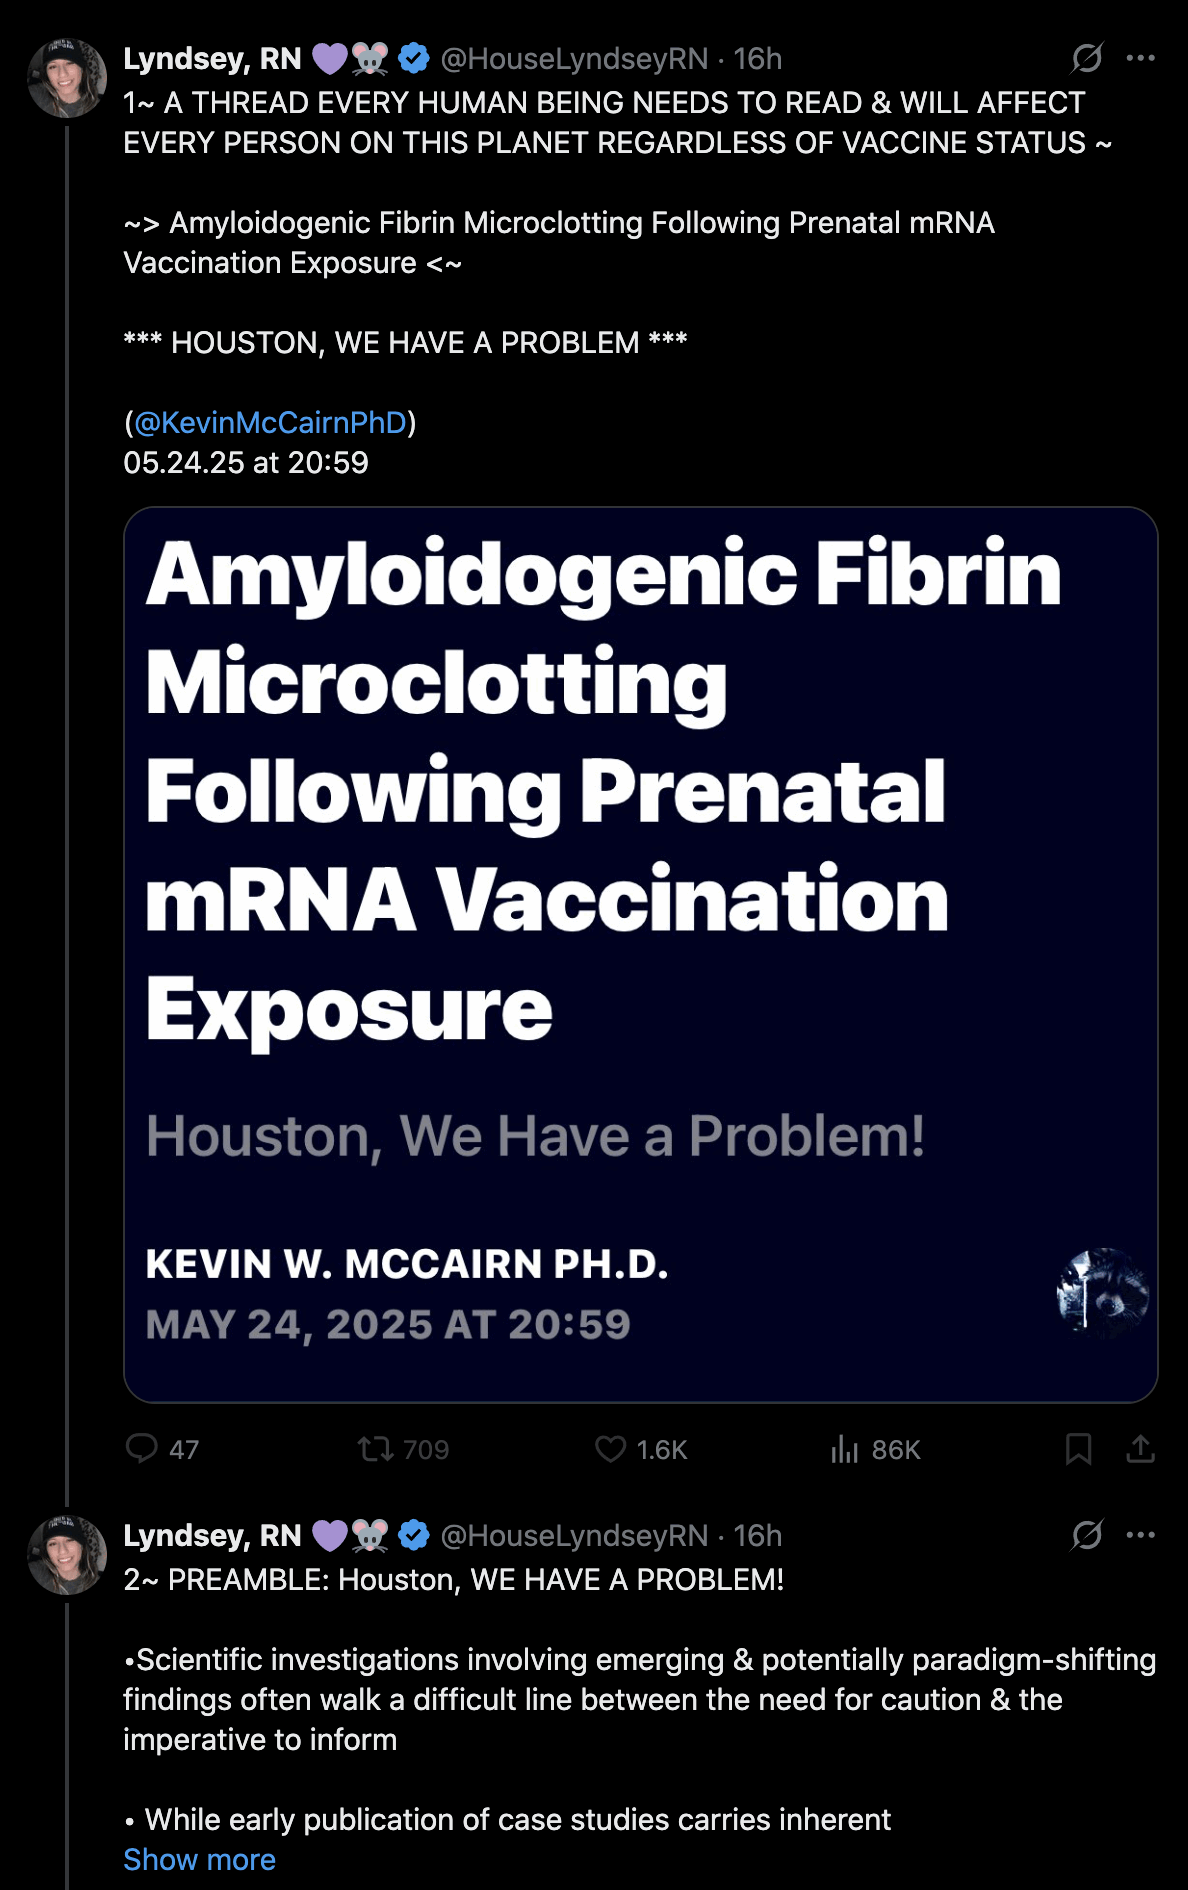 Lyndsey, RN 💜🐭 @HouseLyndseyRN · 16h
1~ A THREAD EVERY HUMAN BEING NEEDS TO READ & WILL AFFECT
EVERY PERSON ON THIS PLANET REGARDLESS OF VACCINE STATUS ~
~> Amyloidogenic Fibrin Microclotting Following Prenatal mRNA
Vaccination Exposure <~
*** HOUSTON, WE HAVE A PROBLEM ***
(@KevinMcCairnPhD)
05.24.25 at 20:59
Amyloidogenic Fibrin
Microclotting
Following Prenatal
mRNA Vaccination
Exposure
Houston, We Have a Problem!
KEVIN W. MCCAIRN PH.D.
MAY 24, 2025 AT 20:59
47 709 1.6K 86K
Lyndsey, RN 💜🐭 @HouseLyndseyRN · 16h
2~ PREAMBLE: Houston, WE HAVE A PROBLEM!
•Scientific investigations involving emerging & potentially paradigm-shifting
findings often walk a difficult line between the need for caution & the
imperative to inform
• While early publication of case studies carries inherent
Show more